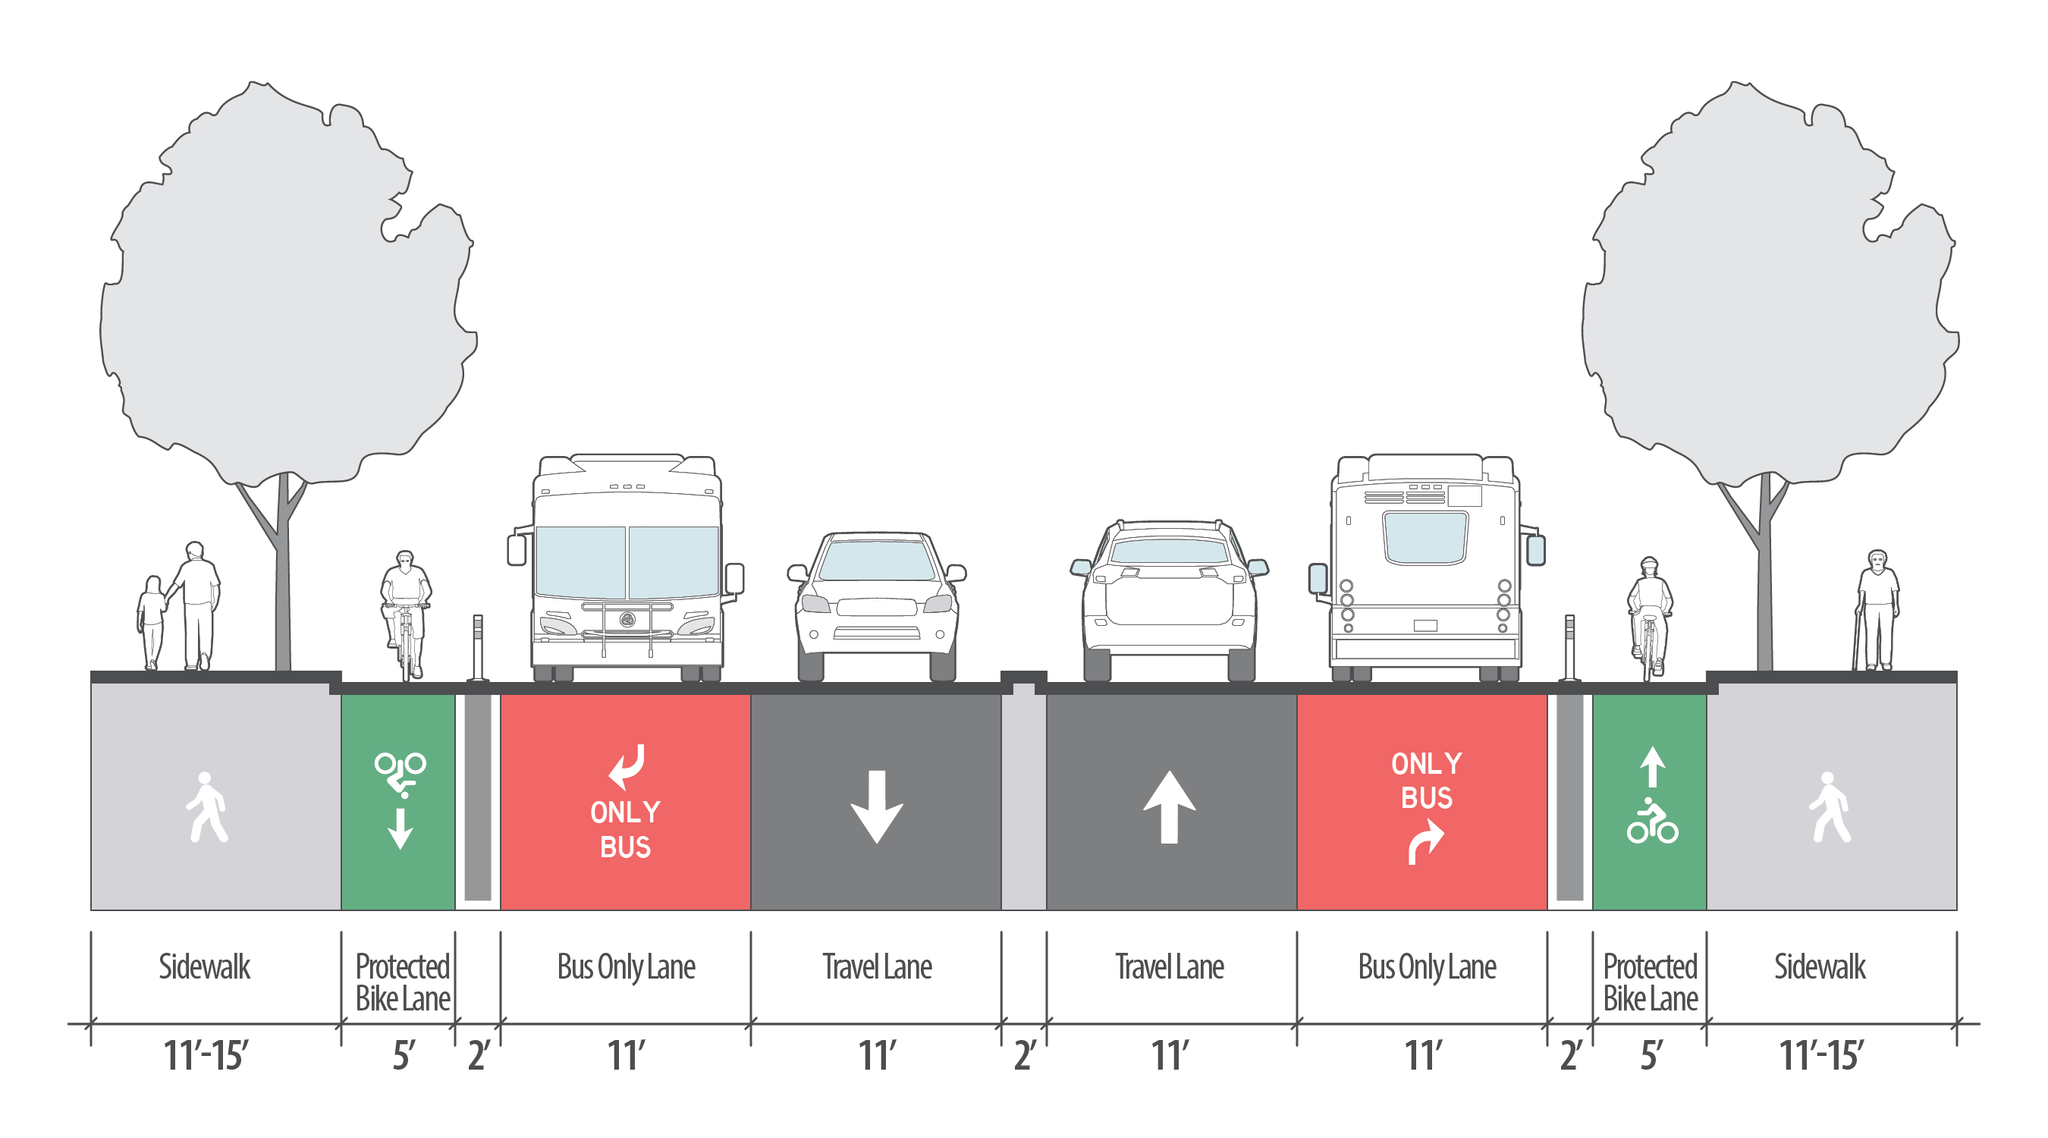 ONLY
BUS
ONLY
BUS
Sidewalk
Protected
Bike Lane
Bus Only Lane
Travel Lane
Travel Lane
Bus Only Lane
Protected
Bike Lane
Sidewalk
11’-15’
5’
2’
11’
11’
2’
11’
11’
2’
5’
11’-15’